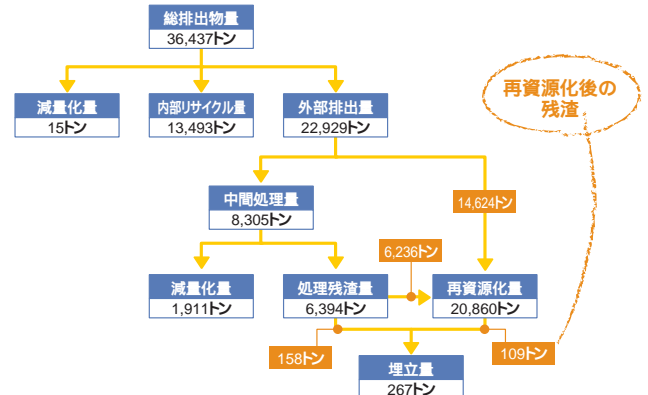 総排出物量
36,437トン
減量化量
15トン
内部リサイクル量
13,493トン
外部排出量
22,929トン
再資源化後の
残渣
中間処理量
8,305トン
14,624トン
6,236トン
減量化量
1,911トン
処理残渣量
6,394トン
再資源化量
20,860トン
158トン
109トン
埋立量
267トン